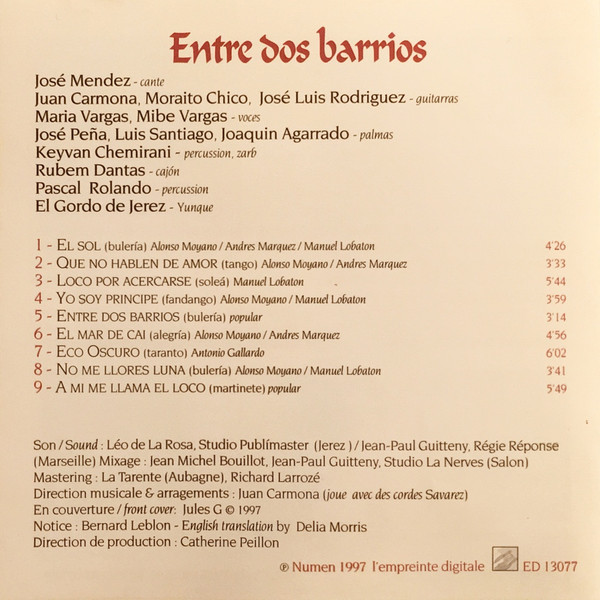 Entre dos barrios
José Mendez - cante
Juan Carmona, Moraito Chico, José Luis Rodriguez - guitarras
Maria Vargas, Mibe Vargas - voces
José Peña, Luis Santiago, Joaquin Agarrado - palmas
Keyvan Chemirani - percussion, zarb
Rubem Dantas - cajón
Pascal Rolando - percussion
El Gordo de Jerez - Yunque
1 - EL SOL (bulería) Alonso Moyano / Andres Marquez / Manuel Lobaton 4'26
2 - QUE NO HABLEN DE AMOR (tango) Alonso Moyano / Andres Marquez 3'33
3 - LOCO POR ACERCARSE (soleá) Manuel Lobaton 5'44
4 - YO SOY PRINCIPE (fandango) Alonso Moyano / Manuel Lobaton 3'59
5 - ENTRE DOS BARRIOS (bulería) popular 3'14
6 - EL MAR DE CAI (alegría) Alonso Moyano / Andres Marquez 4'56
7 - ECO OSCURO (taranto) Antonio Gallardo 6'02
8 - NO ME LLORES LUNA (bulería) Alonso Moyano / Manuel Lobaton 3'41
9 - A MI ME LLAMA EL LOCO (martinete) popular 5'49
Son / Sound : Léo de La Rosa, Studio Publímaster (Jerez ) / Jean-Paul Guitteny, Régie Réponse
(Marseille) Mixage : Jean Michel Bouillot, Jean-Paul Guitteny, Studio La Nerves (Salon)
Mastering : La Tarente (Aubagne), Richard Larrozé
Direction musicale & arragements : Juan Carmona (joue avec des cordes Savarez)
En couverture / front cover: Jules G © 1997
Notice : Bernard Leblon - English translation by Delia Morris
Direction de production : Catherine Peillon
℗ Numen 1997 l'empreinte digitale ED 13077